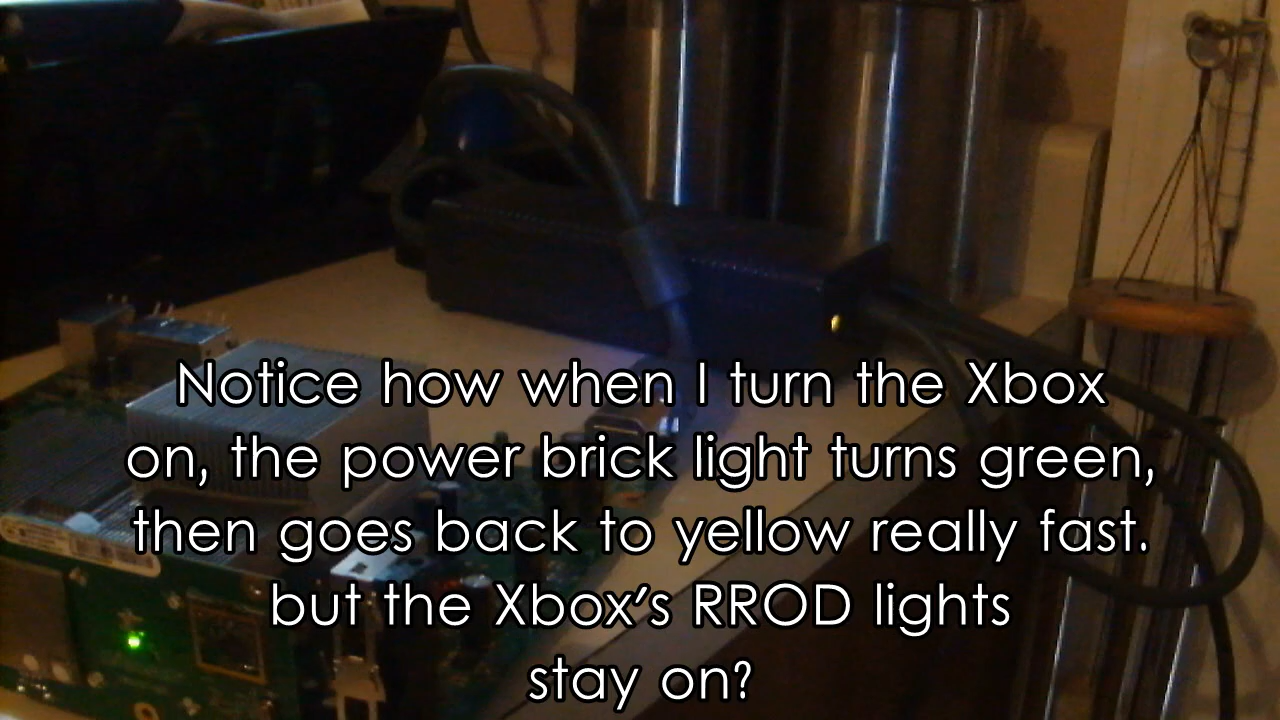 Notice how when I turn the Xbox
on, the power brick light turns green,
then goes back to yellow really fast.
but the Xbox's RROD lights
stay on?